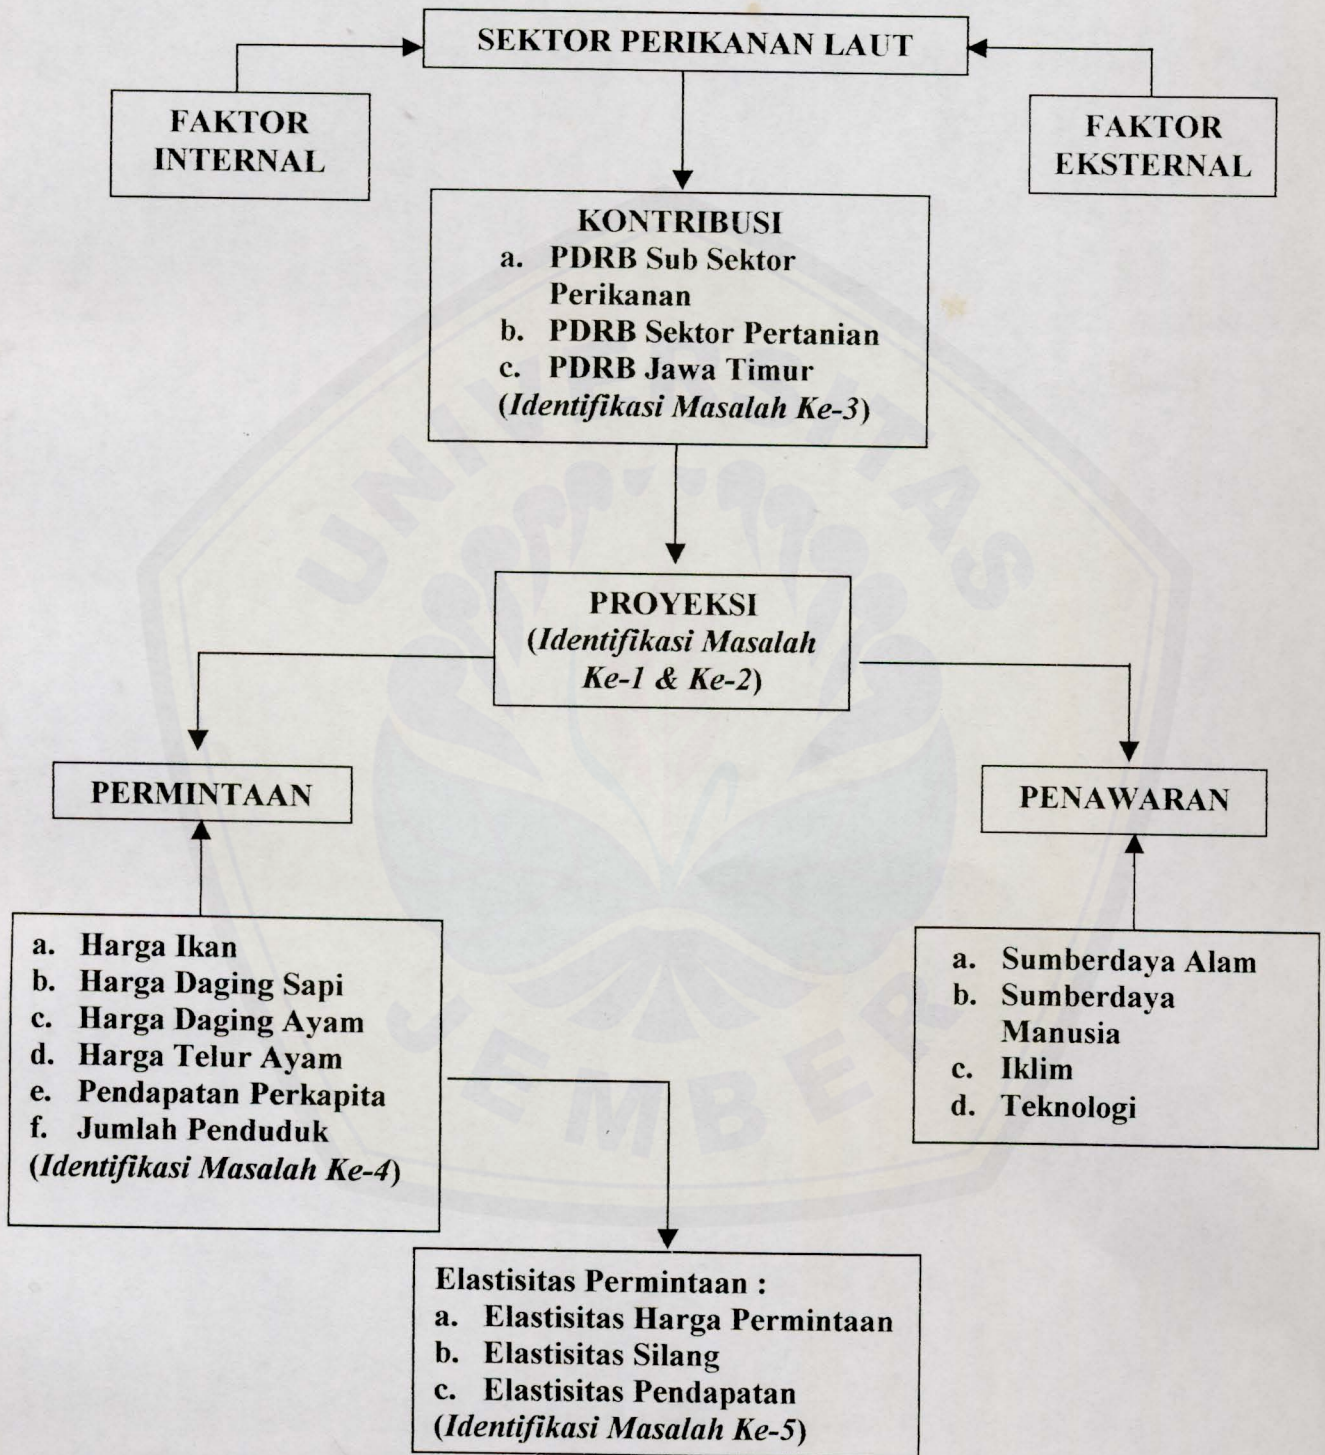 SEKTOR PERIKANAN LAUT
FAKTOR
INTERNAL
FAKTOR
EKSTERNAL
KONTRIBUSI
a. PDRB Sub Sektor
Perikanan
b. PDRB Sektor Pertanian
c. PDRB Jawa Timur
(Identifikasi Masalah Ke-3)
PROYEKSI
(Identifikasi Masalah
Ke-1 & Ke-2)
PERMINTAAN
PENAWARAN
a. Harga Ikan
b. Harga Daging Sapi
c. Harga Daging Ayam
d. Harga Telur Ayam
e. Pendapatan Perkapita
f. Jumlah Penduduk
(Identifikasi Masalah Ke-4)
a. Sumberdaya Alam
b. Sumberdaya
Manusia
c. Iklim
d. Teknologi
Elastisitas Permintaan :
a. Elastisitas Harga Permintaan
b. Elastisitas Silang
c. Elastisitas Pendapatan
(Identifikasi Masalah Ke-5)
UNIVERSITAS
JEMBER